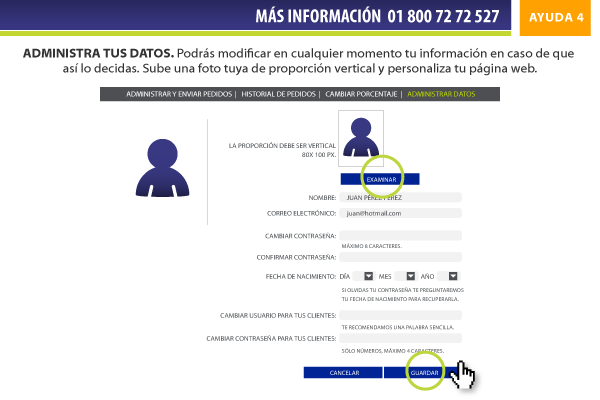 MÁS INFORMACIÓN 01 800 72 72 527
AYUDA 4
ADMINISTRA TUS DATOS. Podrás modificar en cualquier momento tu información en caso de que
así lo decidas. Sube una foto tuya de proporción vertical y personaliza tu página web.
ADMINISTRAR Y ENVIAR PEDIDOS | HISTORIAL DE PEDIDOS | CAMBIAR PORCENTAJE | ADMINISTRAR DATOS
LA PROPORCIÓN DEBE SER VERTICAL
80X 100 PX.
EXAMINAR
NOMBRE: JUAN PÉREZ PÉREZ
CORREO ELECTRÓNICO: juan@hotmail.com
CAMBIAR CONTRASEÑA:
MÁXIMO 8 CARACTERES.
CONFIRMAR CONTRASEÑA:
FECHA DE NACIMIENTO: DÍA MES AÑO
SI OLVIDAS TU CONTRASEÑA TE PREGUNTAREMOS
TU FECHA DE NACIMIENTO PARA RECUPERARLA.
CAMBIAR USUARIO PARA TUS CLIENTES:
TE RECOMENDAMOS UNA PALABRA SENCILLA.
CAMBIAR CONTRASEÑA PARA TUS CLIENTES:
SÓLO NÚMEROS, MÁXIMO 4 CARACTERES.
CANCELAR GUARDAR